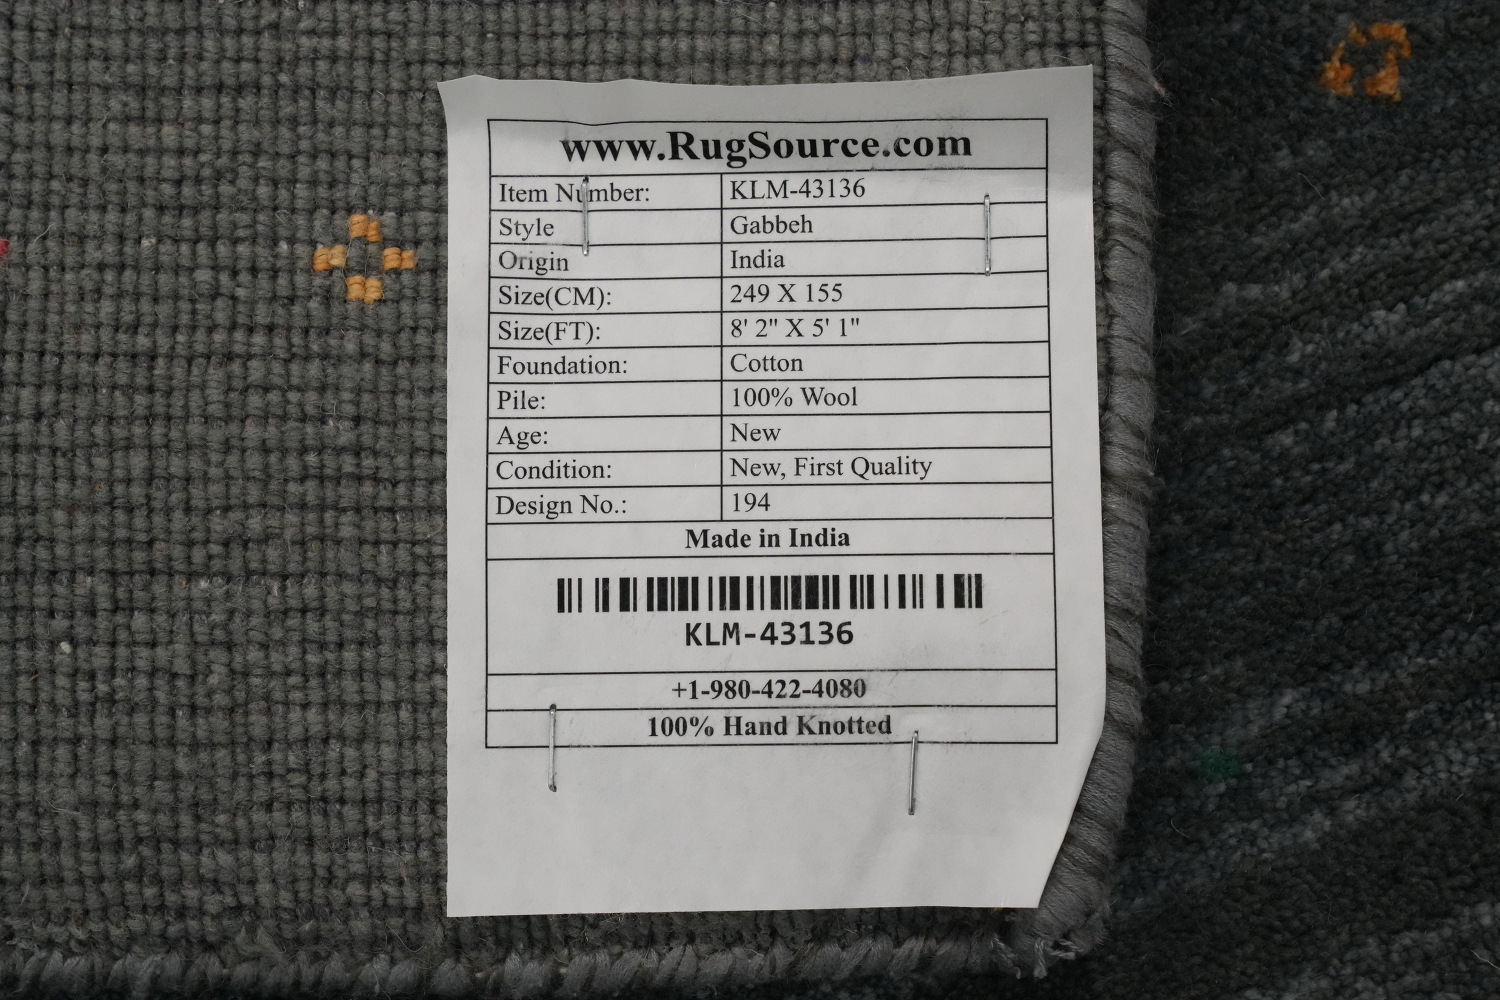 www.RugSource.com
Item Number: KLM-43136
Style Gabbeh
Origin India
Size(CM): 249 X 155
Size(FT): 8' 2" X 5' 1"
Foundation: Cotton
Pile: 100% Wool
Age: New
Condition: New, First Quality
Design No.: 194
Made in India
KLM-43136
+1-980-422-4080
100% Hand Knotted